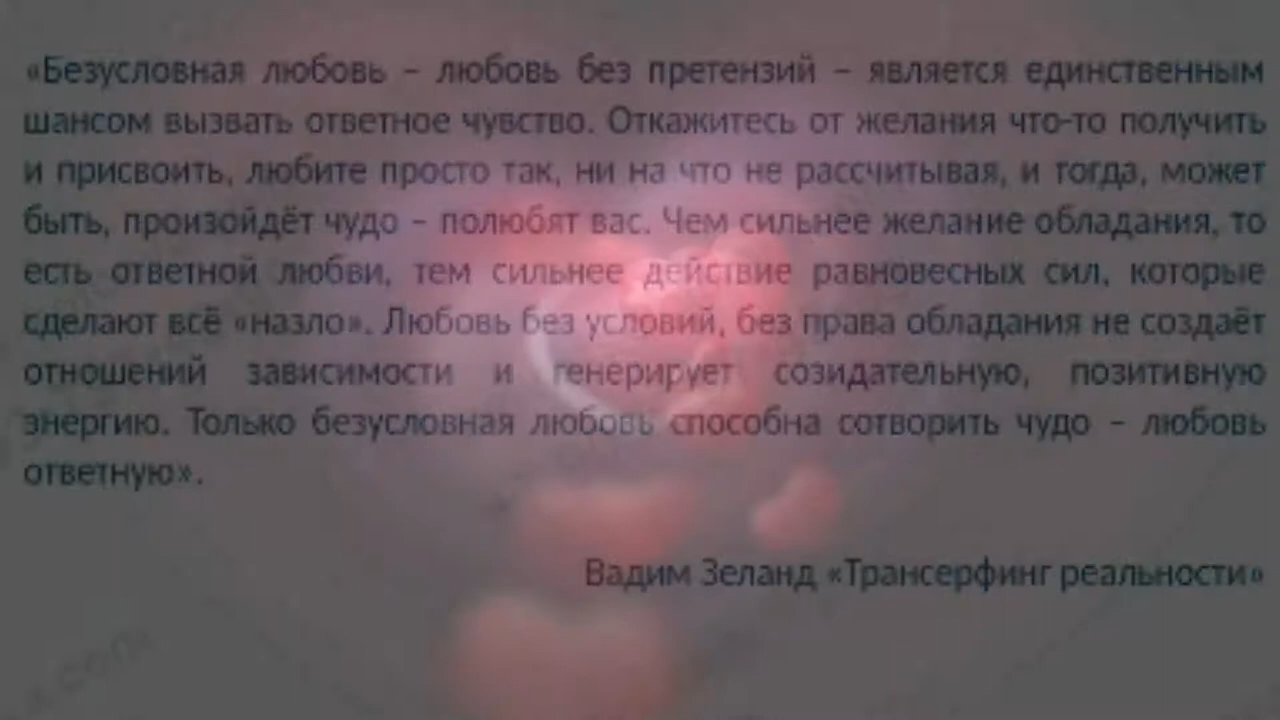 «Безусловная любовь – любовь без претензий – является единственным
шансом вызвать ответное чувство. Откажитесь от желания что-то получить
и присвоить, любите просто так, ни на что не рассчитывая, и тогда, может
быть, произойдёт чудо – полюбят вас. Чем сильнее желание обладания, то
есть ответной любви, тем сильнее действие равновесных сил, которые
сделают всё «назло». Любовь без условий, без права обладания не создаёт
отношений зависимости и генерирует созидательную, позитивную
энергию. Только безусловная любовь способна сотворить чудо – любовь
ответную».
Вадим Зеланд «Трансерфинг реальности»